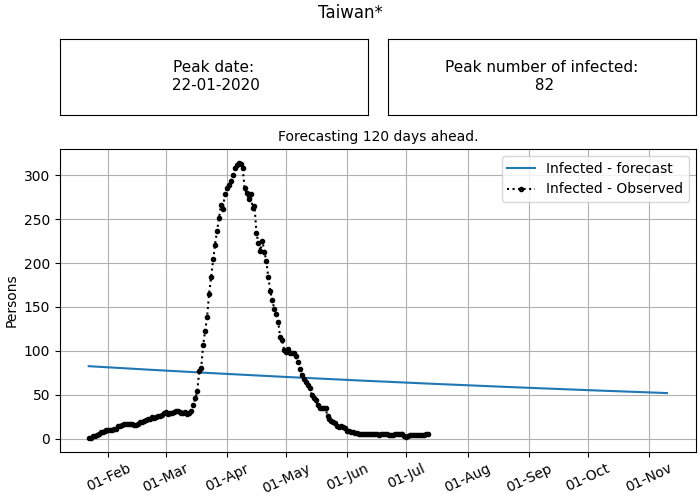 Taiwan*
Peak date:
22-01-2020
Peak number of infected:
82
Forecasting 120 days ahead.
Infected - forecast
Infected - Observed
Persons
300
250
200
150
100
50
0
01-Feb
01-Mar
01-Apr
01-May
01-Jun
01-Jul
01-Aug
01-Sep
01-Oct
01-Nov